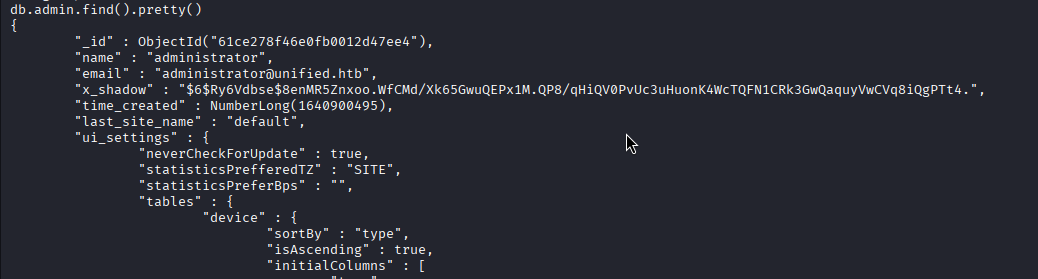 db.admin.find().pretty()
{
"_id" : ObjectId("61ce278f46e0fb0012d47ee4"),
"name" : "administrator",
"email" : "administrator@unified.htb",
"x_shadow" : "$6$Ry6Vdbse$8enMR5Znxoo.WfCMd/Xk65GwuQEPx1M.QP8/qHiQV0PvUc3uHuonK4WcTQFN1CRk3GwQaquyVwCVq8iQgPTt4.",
"time_created" : NumberLong(1640900495),
"last_site_name" : "default",
"ui_settings" : {
"neverCheckForUpdate" : true,
"statisticsPrefferedTZ" : "SITE",
"statisticsPreferBps" : "",
"tables" : {
"device" : {
"sortBy" : "type",
"isAscending" : true,
"initialColumns" : [